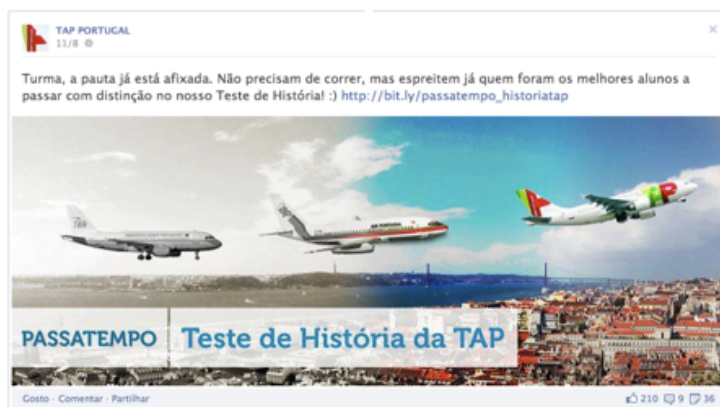 TAP PORTUGAL
11/8
Turma, a pauta já está afixada. Não precisam de correr, mas espreitem já quem foram os melhores alunos a
passar com distinção no nosso Teste de História! :) http://bit.ly/passatempo_historiatap
TAP
AIR PORTUGAL
TAP
PASSATEMPO Teste de História da TAP
Gosto · Comentar · Partilhar 210 9 36